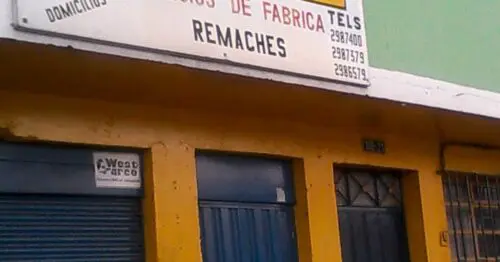 DE FABRICA
DOMICILIOS
REMACHES
TELS
2987400
2987379
2986579
West
arco